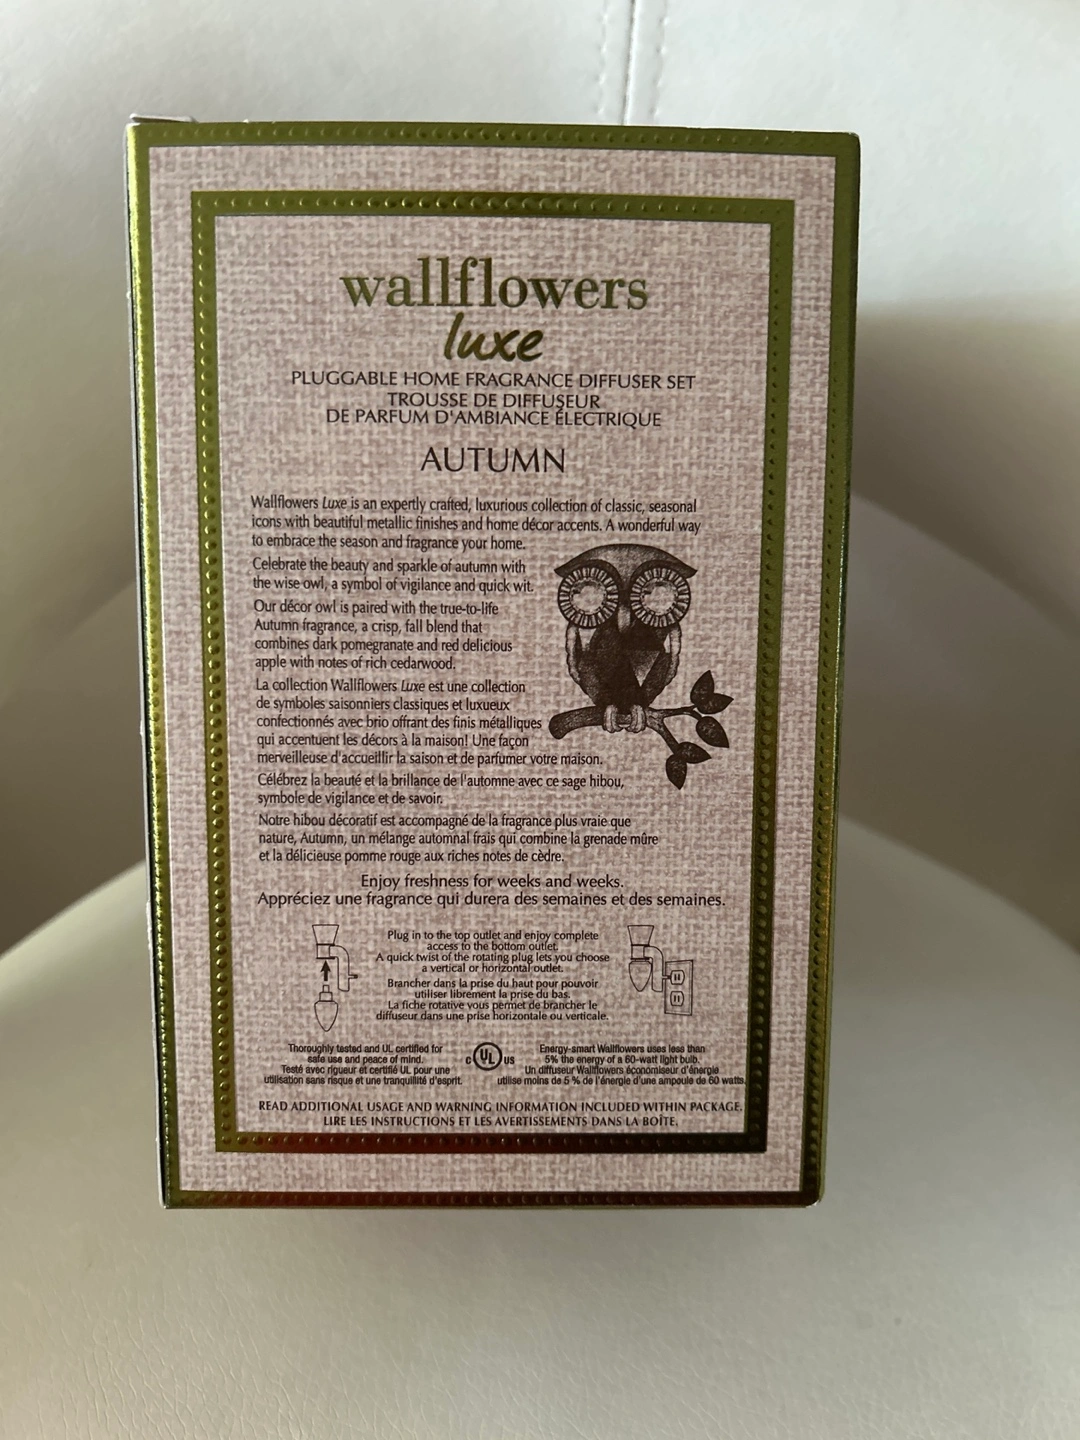 wallflowers
luxe
PLUGGABLE HOME FRAGRANCE DIFFUSER SET
TROUSSE DE DIFFUSEUR
DE PARFUM D'AMBIANCE ÉLECTRIQUE
AUTUMN
Wallflowers Luxe is an expertly crafted, luxurious collection of classic, seasonal
icons with beautiful metallic finishes and home décor accents. A wonderful way
to embrace the season and fragrance your home.
Celebrate the beauty and sparkle of autumn with
the wise owl, a symbol of vigilance and quick wit.
Our décor owl is paired with the true-to-life
Autumn fragrance, a crisp, fall blend that
combines dark pomegranate and red delicious
apple with notes of rich cedarwood.
La collection Wallflowers Luxe est une collection
de symboles saisonniers classiques et luxueux
confectionnés avec brio offrant des finis métalliques
qui accentuent les décors à la maison! Une façon
merveilleuse d'accueillir la saison et de parfumer votre maison.
Célébrez la beauté et la brillance de l'automne avec ce sage hibou,
symbole de vigilance et de savoir.
Notre hibou décoratif est accompagné de la fragrance plus vraie que
nature, Autumn, un mélange automnal frais qui combine la grenade mûre
et la délicieuse pomme rouge aux riches notes de cèdre.
Enjoy freshness for weeks and weeks.
Appréciez une fragrance qui durera des semaines et des semaines.
Plug in to the top outlet and enjoy complete
access to the bottom outlet.
A quick twist of the rotating plug lets you choose
a vertical or horizontal outlet.
Brancher dans la prise du haut pour pouvoir
utiliser librement la prise du bas.
La fiche rotative vous permet de brancher le
diffuseur dans une prise horizontale ou verticale.
Thoroughly tested and UL certified for
safe use and peace of mind.
Testé avec rigueur et certifié UL pour une
utilisation sans risque et une tranquillité d'esprit.
c UL US
Energy-smart Wallflowers uses less than
5% the energy of a 60-watt light bulb.
Un diffuseur Wallflowers économiseur d'énergie
utilise moins de 5 % de l'énergie d'une ampoule de 60 watts.
READ ADDITIONAL USAGE AND WARNING INFORMATION INCLUDED WITHIN PACKAGE.
LIRE LES INSTRUCTIONS ET LES AVERTISSEMENTS DANS LA BOÎTE.